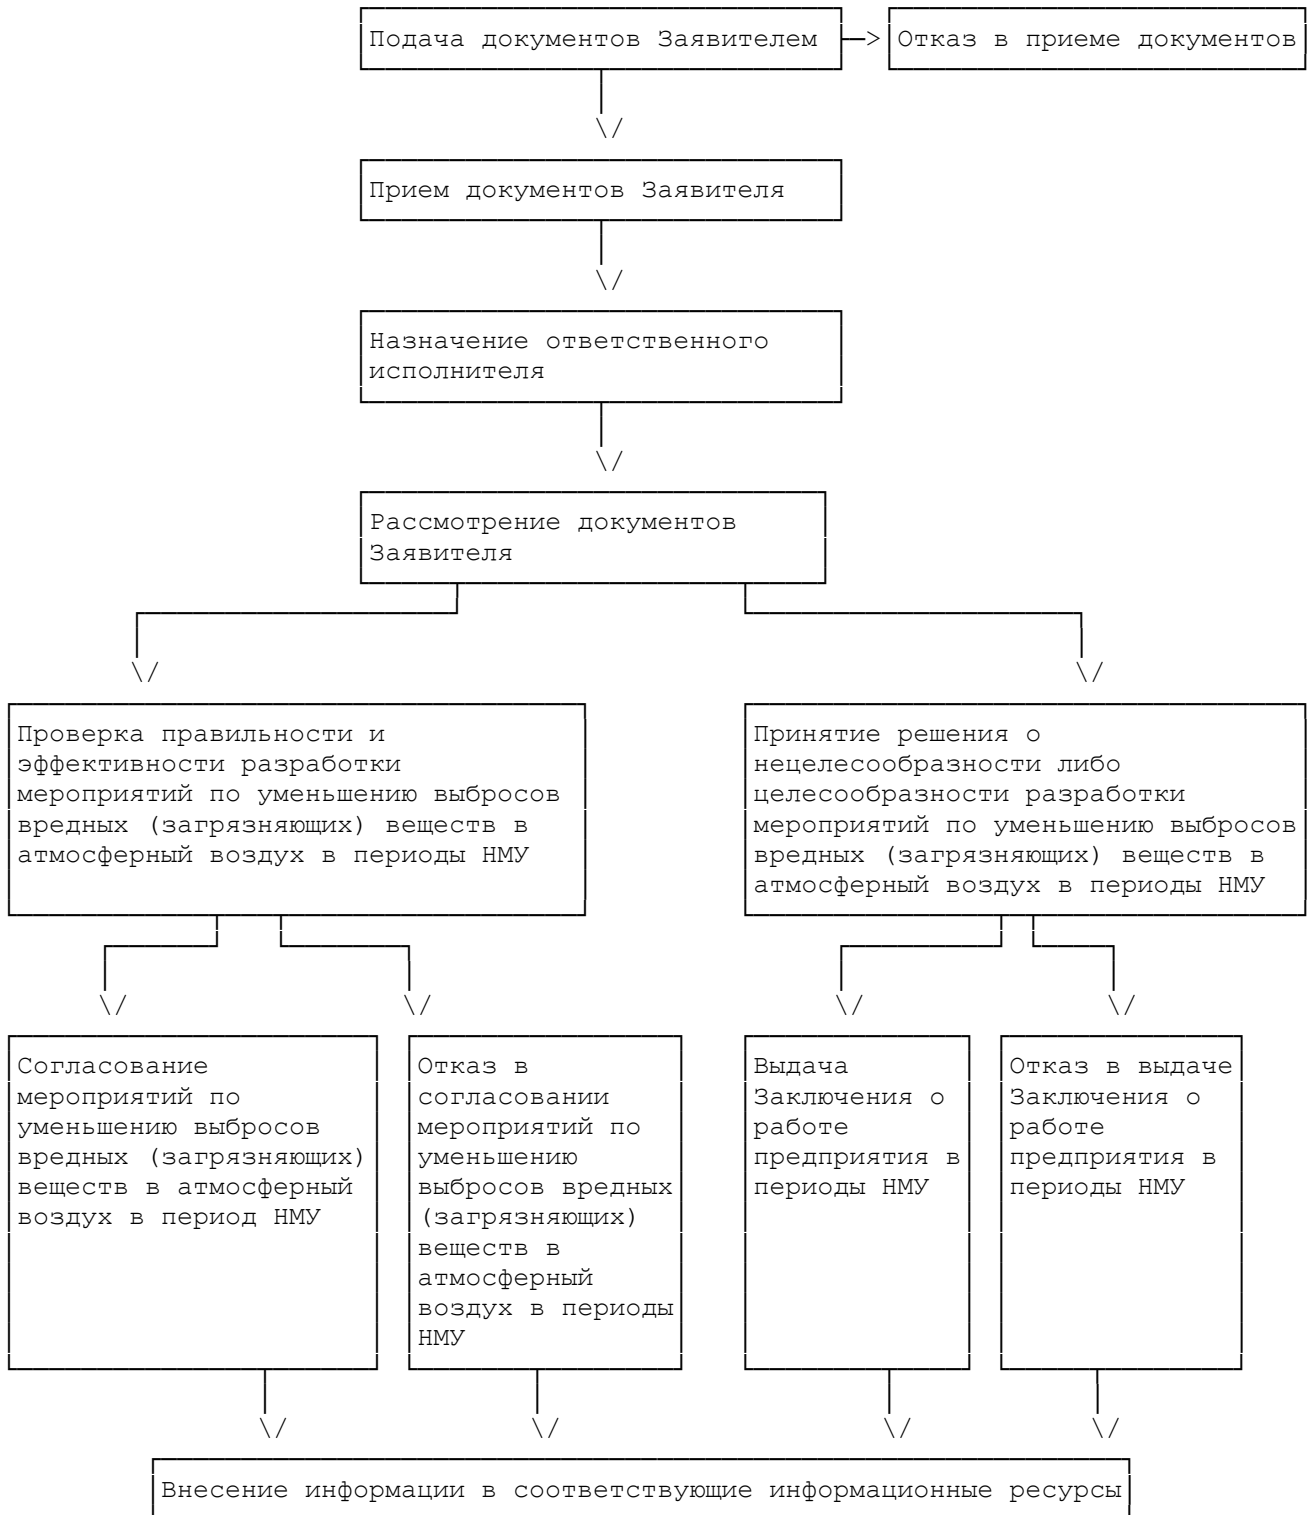 Подача документов Заявителем
Отказ в приеме документов
Прием документов Заявителя
Назначение ответственного
исполнителя
Рассмотрение документов
Заявителя
Проверка правильности и
эффективности разработки
мероприятий по уменьшению выбросов
вредных (загрязняющих) веществ в
атмосферный воздух в периоды НМУ
Принятие решения о
нецелесообразности либо
целесообразности разработки
мероприятий по уменьшению выбросов
вредных (загрязняющих) веществ в
атмосферный воздух в периоды НМУ
Согласование
мероприятий по
уменьшению выбросов
вредных (загрязняющих)
веществ в атмосферный
воздух в период НМУ
Отказ в
согласовании
мероприятий по
уменьшению
выбросов вредных
(загрязняющих)
веществ в
атмосферный
воздух в периоды
НМУ
Выдача
Заключения о
работе
предприятия в
периоды НМУ
Отказ в выдаче
Заключения о
работе
предприятия в
периоды НМУ
Внесение информации в соответствующие информационные ресурсы